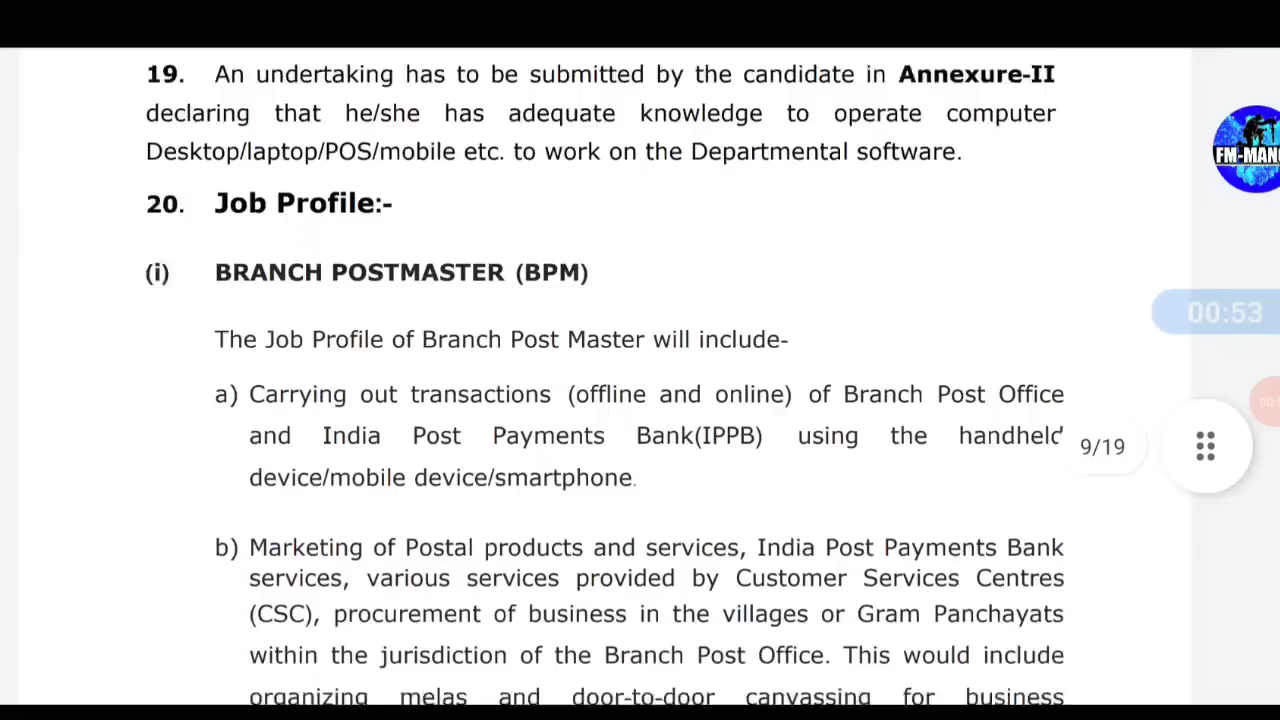 19. An undertaking has to be submitted by the candidate in Annexure-II
declaring that he/she has adequate knowledge to operate computer
Desktop/laptop/POS/mobile etc. to work on the Departmental software.
FM-MAN
20. Job Profile:-
(i) BRANCH POSTMASTER (BPM)
00:53
The Job Profile of Branch Post Master will include-
a) Carrying out transactions (offline and online) of Branch Post Office
and India Post Payments Bank(IPPB) using the handheld
9/19
device/mobile device/smartphone.
b) Marketing of Postal products and services, India Post Payments Bank
services, various services provided by Customer Services Centres
(CSC), procurement of business in the villages or Gram Panchayats
within the jurisdiction of the Branch Post Office. This would include
organizing melas and door-to-door canvassing for business